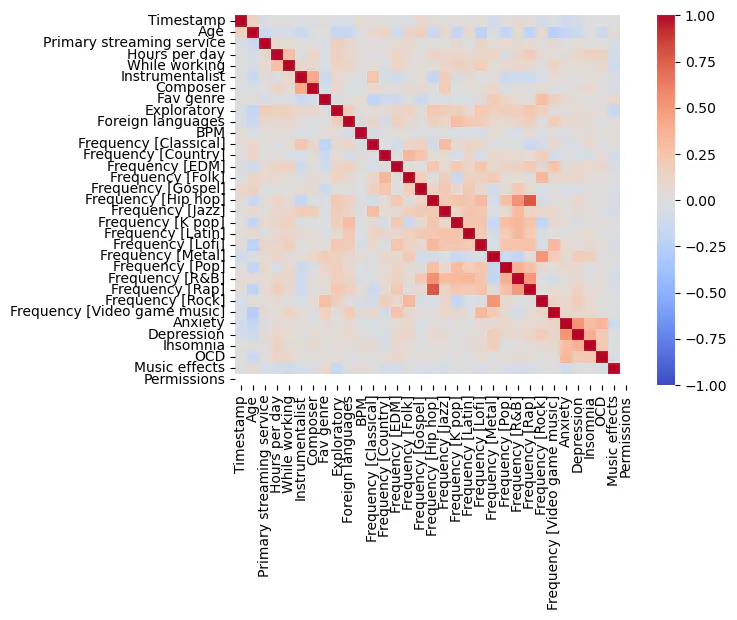 Timestamp
Age
Primary streaming service
Hours per day
While working
Instrumentalist
Composer
Fav genre
Exploratory
Foreign languages
BPM
Frequency [Classical]
Frequency [Country]
Frequency [EDM]
Frequency [Folk]
Frequency [Gospel]
Frequency [Hip hop]
Frequency [Jazz]
Frequency [K pop]
Frequency [Latin]
Frequency [Lofi]
Frequency [Metal]
Frequency [Pop]
Frequency [R&B]
Frequency [Rap]
Frequency [Rock]
Frequency [Video game music]
Anxiety
Depression
Insomnia
OCD
Music effects
Permissions
Timestamp
Age
Primary streaming service
Hours per day
While working
Instrumentalist
Composer
Fav genre
Exploratory
Foreign languages
BPM
Frequency [Classical]
Frequency [Country]
Frequency [EDM]
Frequency [Folk]
Frequency [Gospel]
Frequency [Hip hop]
Frequency [Jazz]
Frequency [K pop]
Frequency [Latin]
Frequency [Lofi]
Frequency [Metal]
Frequency [Pop]
Frequency [R&B]
Frequency [Rap]
Frequency [Rock]
Frequency [Video game music]
Anxiety
Depression
Insomnia
OCD
Music effects
Permissions
1.00
0.75
0.50
0.25
0.00
−0.25
−0.50
−0.75
−1.00